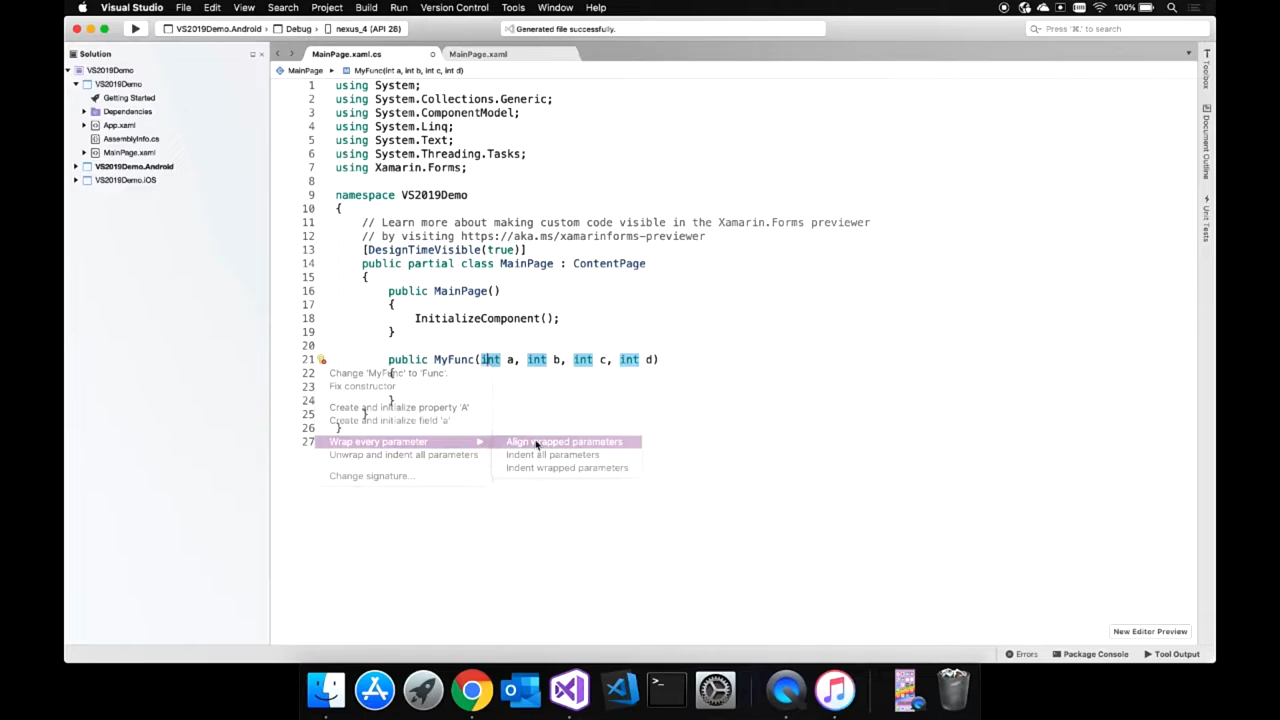 Visual Studio File Edit View Search Project Build Run Version Control Tools Window Help 100%
VS2019Demo.Android Debug nexus_4 (API 28) Generated file successfully. Press ‘⌘.’ to search
Solution
MainPage.xaml.cs MainPage.xaml
MainPage MyFunc(int a, int b, int c, int d)
VS2019Demo
VS2019Demo
Getting Started
Dependencies
App.xaml
AssemblyInfo.cs
MainPage.xaml
VS2019Demo.Android
VS2019Demo.iOS
1 using System;
2 using System.Collections.Generic;
3 using System.ComponentModel;
4 using System.Linq;
5 using System.Text;
6 using System.Threading.Tasks;
7 using Xamarin.Forms;
8
9 namespace VS2019Demo
10 {
11 // Learn more about making custom code visible in the Xamarin.Forms previewer
12 // by visiting https://aka.ms/xamarinforms-previewer
13 [DesignTimeVisible(true)]
14 public partial class MainPage : ContentPage
15 {
16 public MainPage()
17 {
18 InitializeComponent();
19 }
20
21 public MyFunc(int a, int b, int c, int d)
22 {
23
24 }
25 }
26 }
27
Change 'MyFunc' to 'Func'.
Fix constructor
Create and initialize property 'A'
Create and initialize field 'a'
Wrap every parameter
Unwrap and indent all parameters
Change signature...
Align wrapped parameters
Indent all parameters
Indent wrapped parameters
Toolbox
Document Outline
Unit Tests
New Editor Preview
Errors Package Console Tool Output